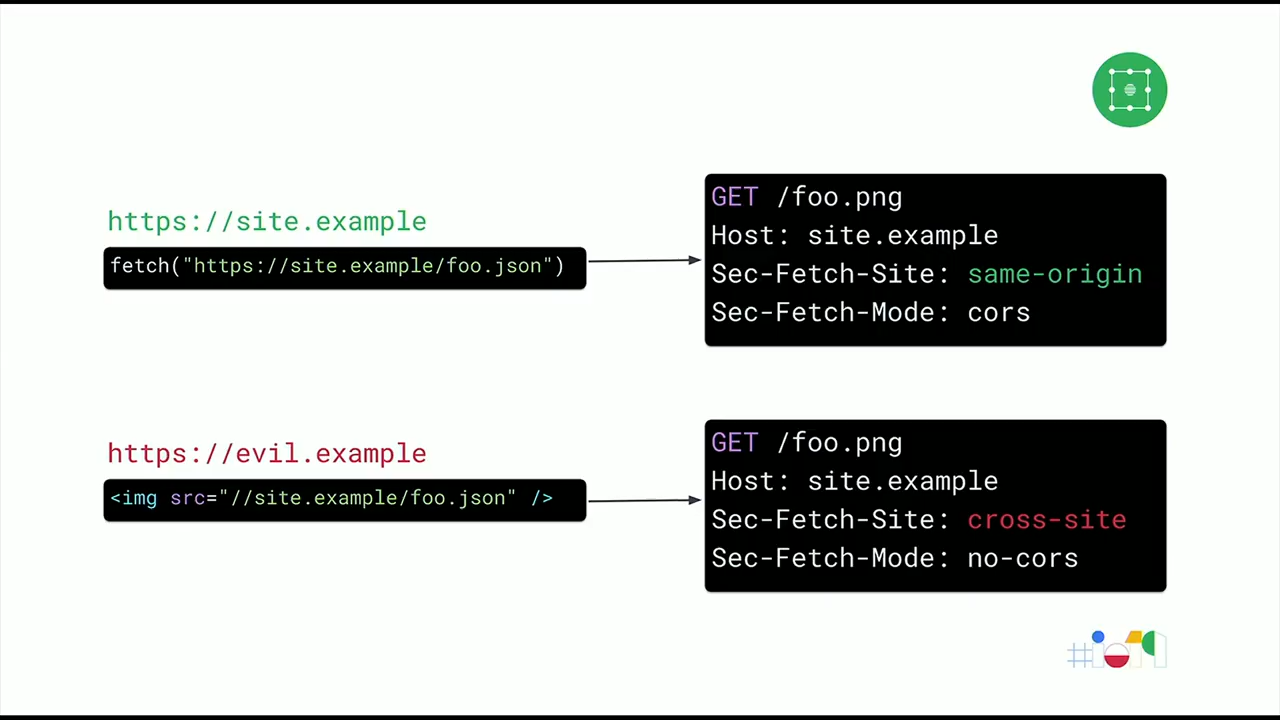 https://site.example
fetch("https://site.example/foo.json")
GET /foo.png
Host: site.example
Sec-Fetch-Site: same-origin
Sec-Fetch-Mode: cors
https://evil.example
<img src="//site.example/foo.json" />
GET /foo.png
Host: site.example
Sec-Fetch-Site: cross-site
Sec-Fetch-Mode: no-cors
#io19